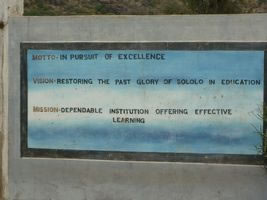 MOTTO-IN PURSUIT OF EXCELLENCE
VISION-RESTORING THE PAST GLORY OF SOLOLO IN EDUCATION
MISSION-DEPENDABLE INSTITUTION OFFERING EFFECTIVE
LEARNING